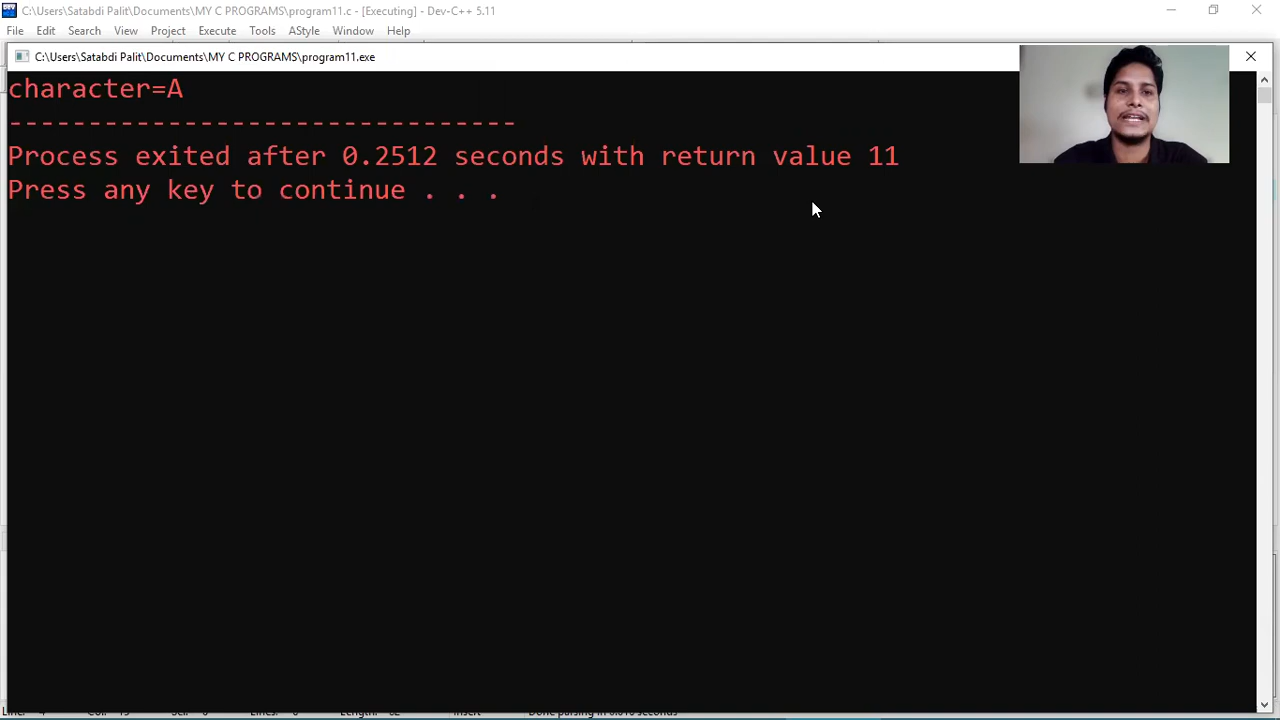 C:\Users\Satabdi Palit\Documents\MY C PROGRAMS\program11.c - [Executing] - Dev-C++ 5.11
File Edit Search View Project Execute Tools AStyle Window Help
C:\Users\Satabdi Palit\Documents\MY C PROGRAMS\program11.exe
character=A
--------------------------------
Process exited after 0.2512 seconds with return value 11
Press any key to continue . . .